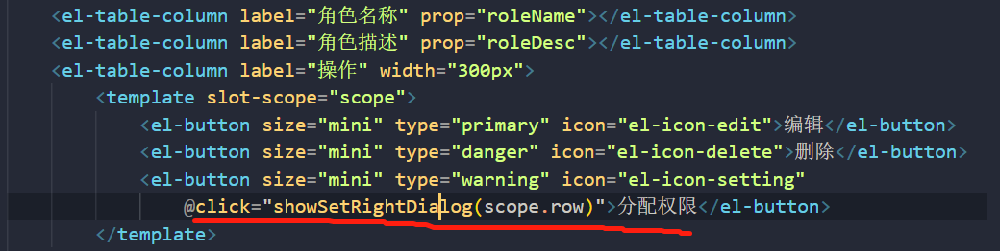 <el-table-column label="角色名称" prop="roleName"></el-table-column>
<el-table-column label="角色描述" prop="roleDesc"></el-table-column>
<el-table-column label="操作" width="300px">
<template slot-scope="scope">
<el-button size="mini" type="primary" icon="el-icon-edit">编辑</el-button>
<el-button size="mini" type="danger" icon="el-icon-delete">删除</el-button>
<el-button size="mini" type="warning" icon="el-icon-setting"
@click="showSetRightDialog(scope.row)">分配权限</el-button>
</template>